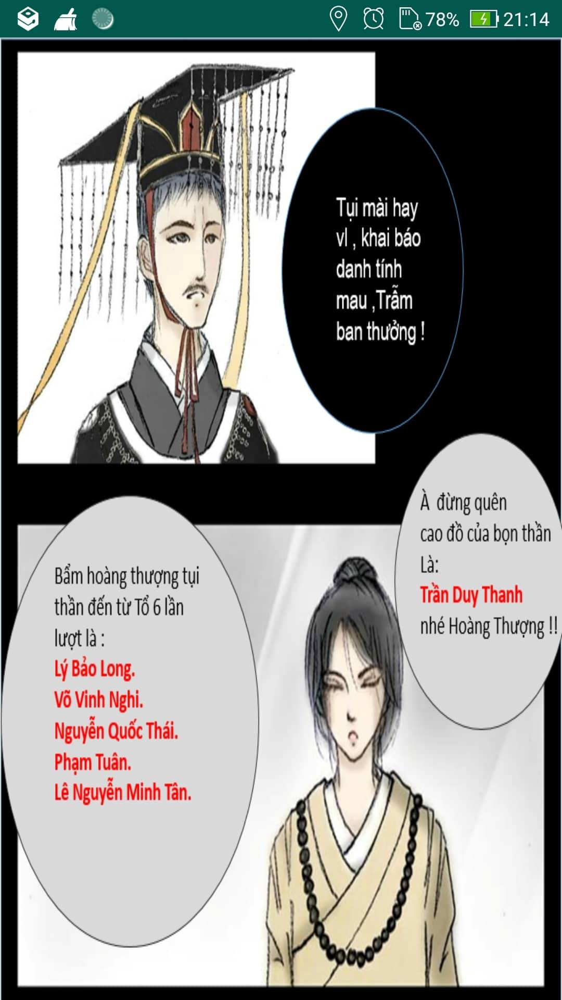 78% 21:14
Tụi mài hay
vl , khai báo
danh tính
mau ,Trẫm
ban thưởng !
À đừng quên
cao đồ của bọn thần
Là:
Trần Duy Thanh
nhé Hoàng Thượng !!
Bẩm hoàng thượng tụi
thần đến từ Tổ 6 lần
lượt là :
Lý Bảo Long.
Võ Vinh Nghi.
Nguyễn Quốc Thái.
Phạm Tuân.
Lê Nguyễn Minh Tân.